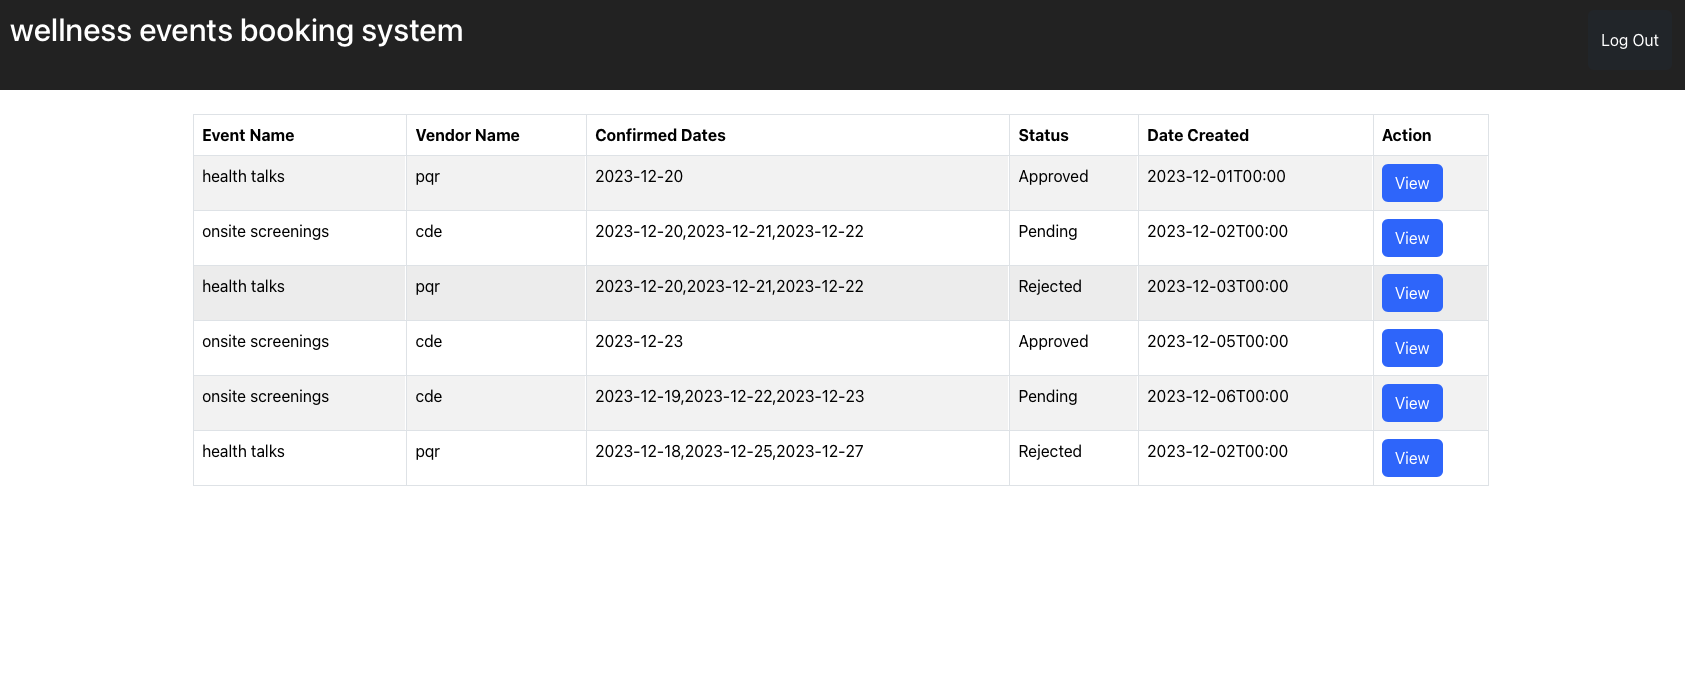 wellness events booking system
Log Out
Event Name Vendor Name Confirmed Dates Status Date Created Action
health talks pqr 2023-12-20 Approved 2023-12-01T00:00 View
onsite screenings cde 2023-12-20,2023-12-21,2023-12-22 Pending 2023-12-02T00:00 View
health talks pqr 2023-12-20,2023-12-21,2023-12-22 Rejected 2023-12-03T00:00 View
onsite screenings cde 2023-12-23 Approved 2023-12-05T00:00 View
onsite screenings cde 2023-12-19,2023-12-22,2023-12-23 Pending 2023-12-06T00:00 View
health talks pqr 2023-12-18,2023-12-25,2023-12-27 Rejected 2023-12-02T00:00 View